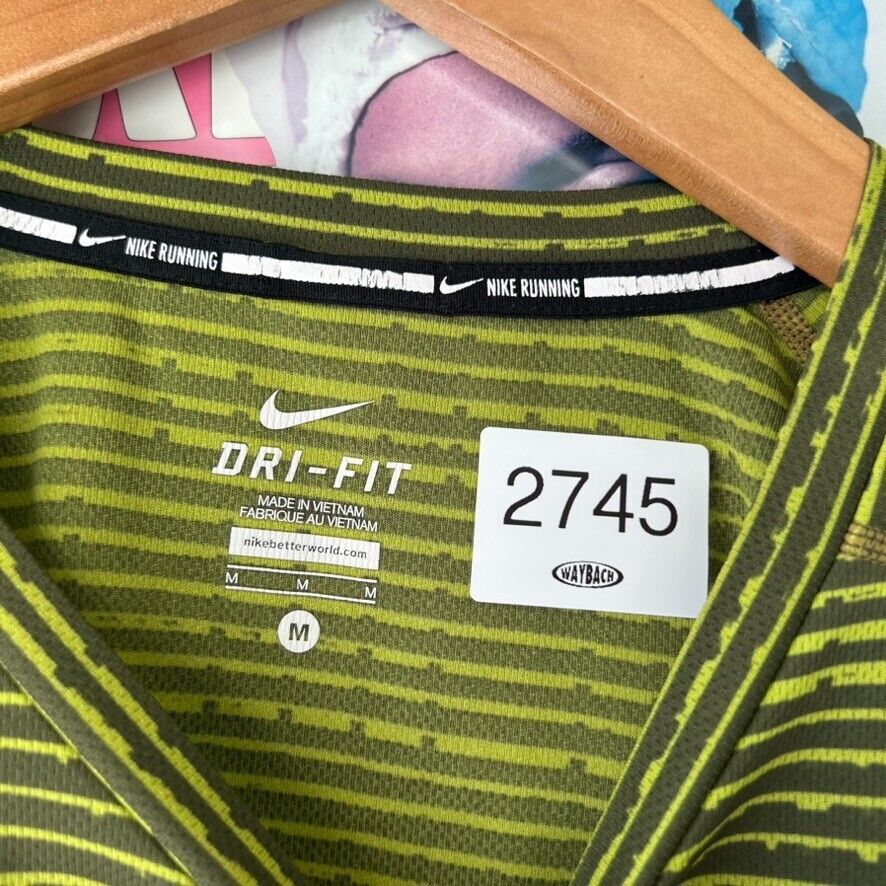 NIKE RUNNING
NIKE RUNNING
DRI-FIT
MADE IN VIETNAM
FABRIQUE AU VIETNAM
nikebetterworld.com
M M M
M
2745
WAYBACH